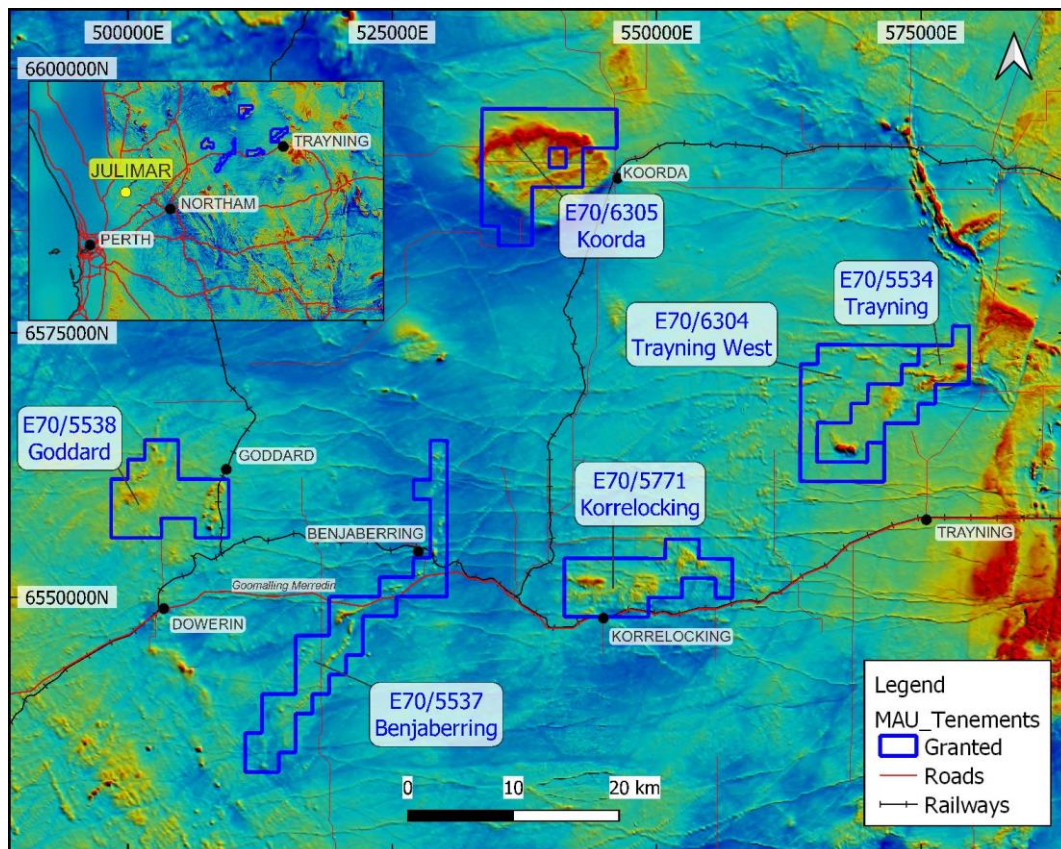 500000E
525000E
550000E
575000E
6600000N
TRAYNING
JULIMAR
NORTHAM
PERTH
KOORDA
E70/6305
Koorda
E70/5534
Trayning
E70/6304
Trayning West
6575000N
E70/5538
Goddard
GODDARD
E70/5771
Korrelocking
BENJABERRING
TRAYNING
Goomalling Merredin
6550000N
DOWERIN
KORRELOCKING
E70/5537
Benjaberring
Legend
MAU_Tenements
Granted
Roads
Railways
0
10
20 km